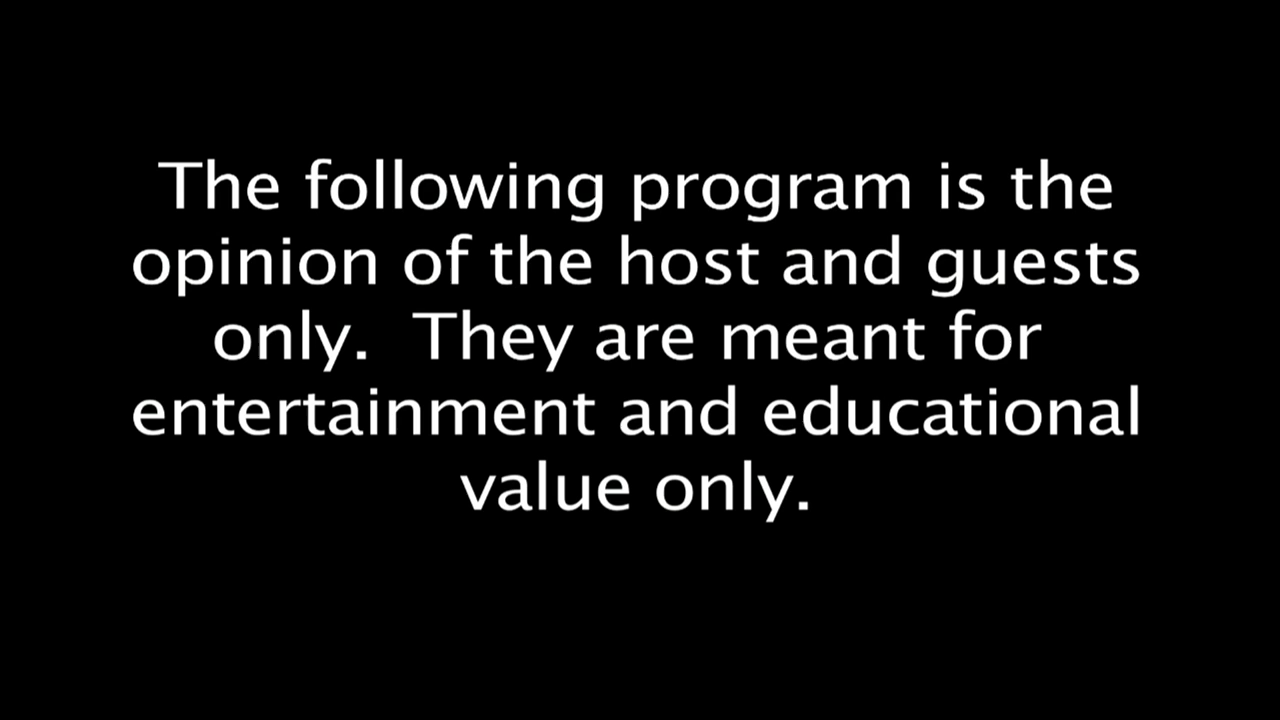 The following program is the
opinion of the host and guests
only.  They are meant for
entertainment and educational
value only.